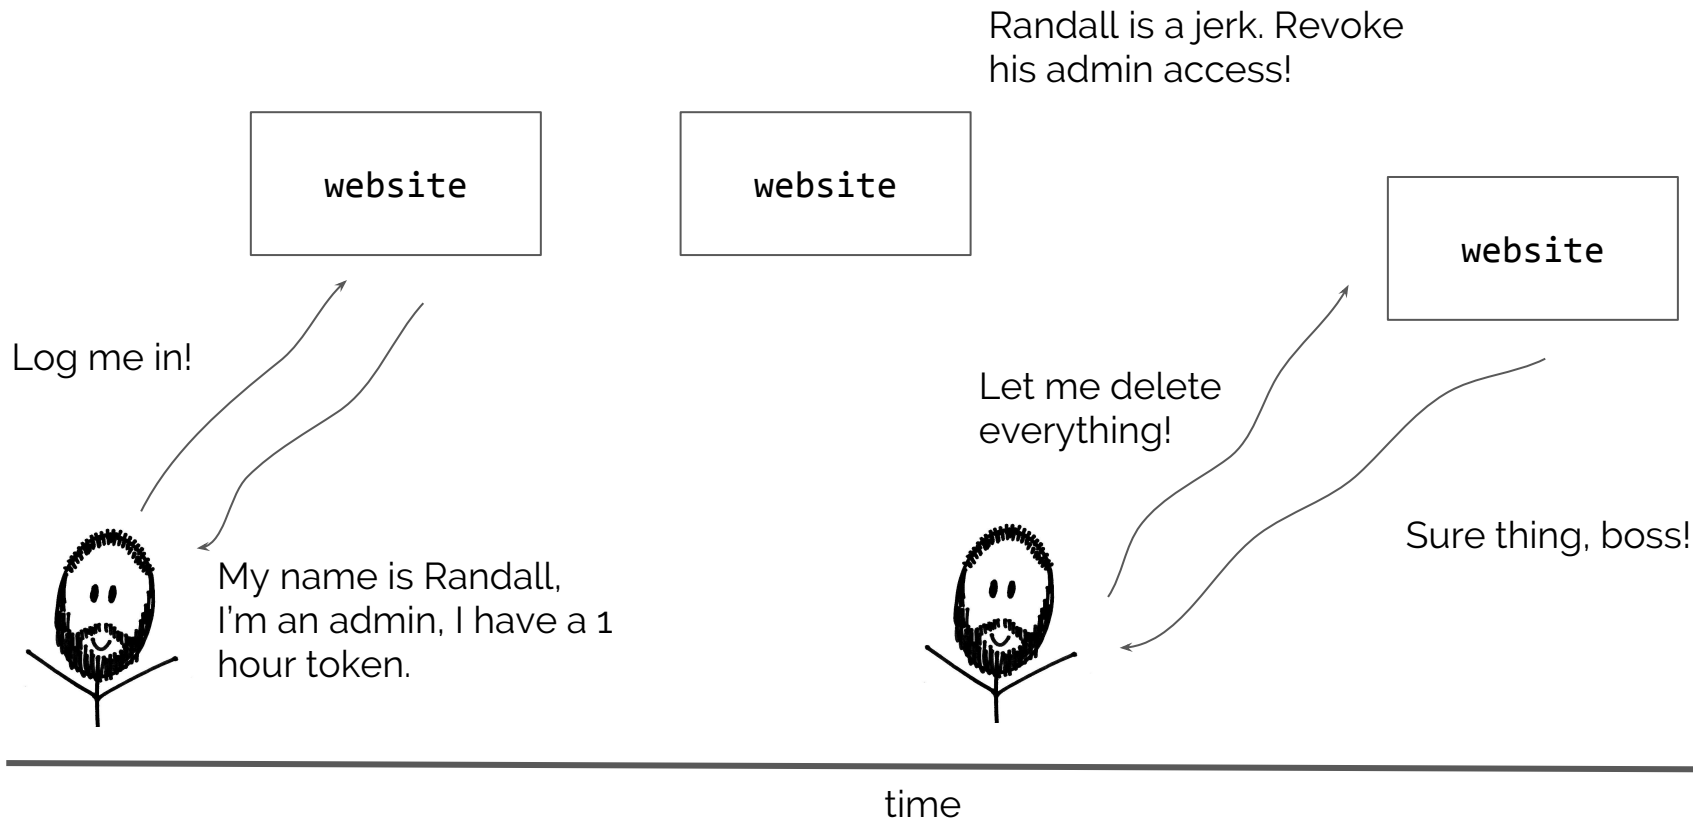 Randall is a jerk. Revoke
his admin access!
website
website
website
Log me in!
Let me delete
everything!
Sure thing, boss!
My name is Randall,
I'm an admin, I have a 1
hour token.
time